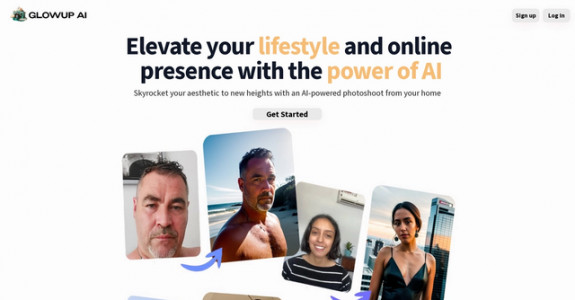 GLOWUP AI
Sign up
Log In
Elevate your lifestyle and online
presence with the power of AI
Skyrocket your aesthetic to new heights with an AI-powered photoshoot from your home
Get Started